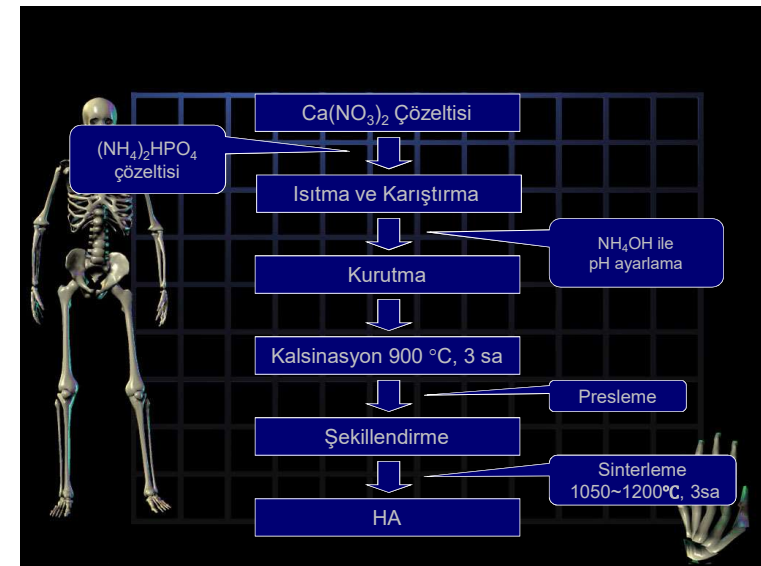 Ca(NO₃)₂ Çözeltisi
(NH₄)₂HPO₄
çözeltisi
Isıtma ve Karıştırma
NH₄OH ile
pH ayarlama
Kurutma
Kalsinasyon 900 °C, 3 sa
Presleme
Şekillendirme
Sinterleme
1050~1200℃, 3sa
HA